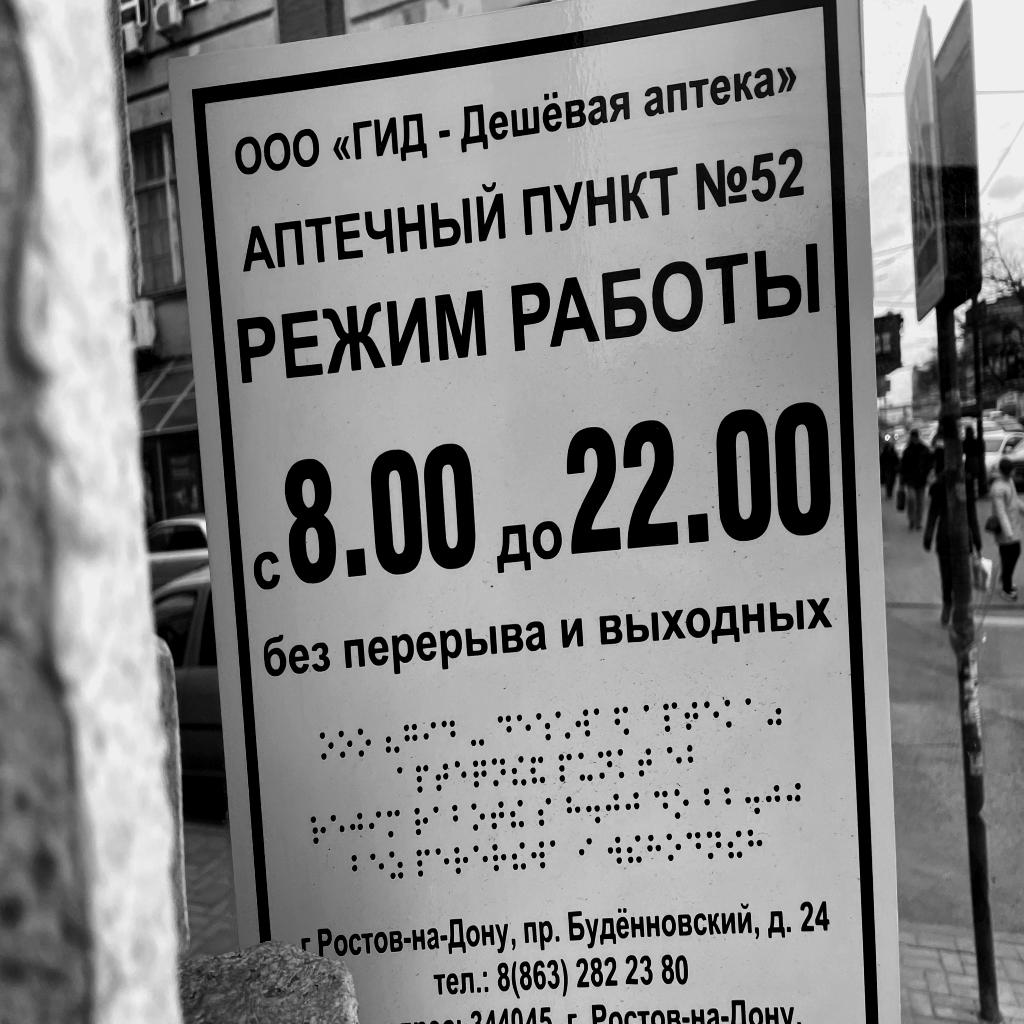 ООО «ГИД - Дешёвая аптека»
АПТЕЧНЫЙ ПУНКТ №52
РЕЖИМ РАБОТЫ
с 8.00 до 22.00
без перерыва и выходных
г Ростов-на-Дону, пр. Будённовский, д. 24
тел.: 8(863) 282 23 80
344045, г. Ростов-на-Дону,